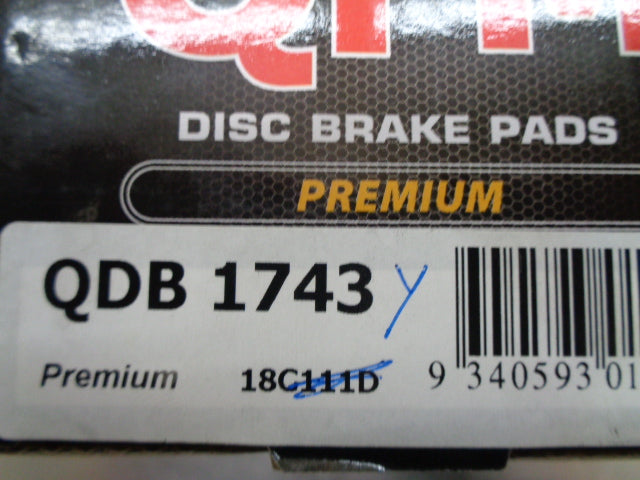 DISC BRAKE PADS
PREMIUM
QDB 1743 Y
Premium 18C111D 9 340593 01